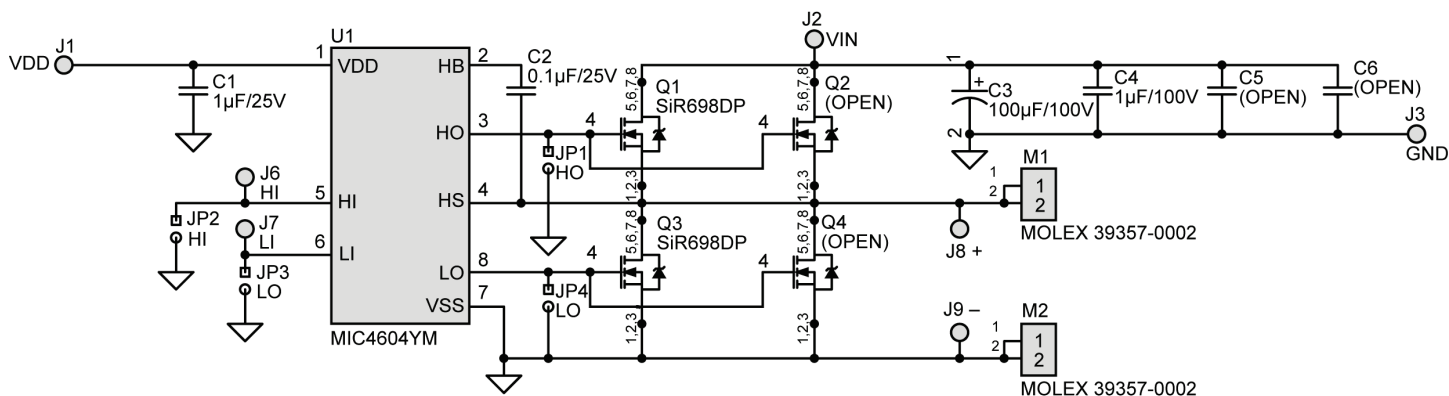 VDD
J1
C1
1µF/25V
U1
1
VDD
HB
2
C2
0.1µF/25V
HO
3
JP1
HO
J6
HI
5
HI
JP2
HI
J7
LI
6
LI
JP3
LO
HS
4
LO
8
JP4
LO
VSS
7
MIC4604YM
4
5,6,7,8
Q1
SiR698DP
1,2,3
4
5,6,7,8
Q2
(OPEN)
1,2,3
4
5,6,7,8
Q3
SiR698DP
1,2,3
4
5,6,7,8
Q4
(OPEN)
1,2,3
J2
VIN
1
+
C3
100µF/100V
2
C4
1µF/100V
C5
(OPEN)
C6
(OPEN)
J3
GND
M1
1 1
2 2
MOLEX 39357-0002
J8 +
J9 –
M2
1 1
2 2
MOLEX 39357-0002